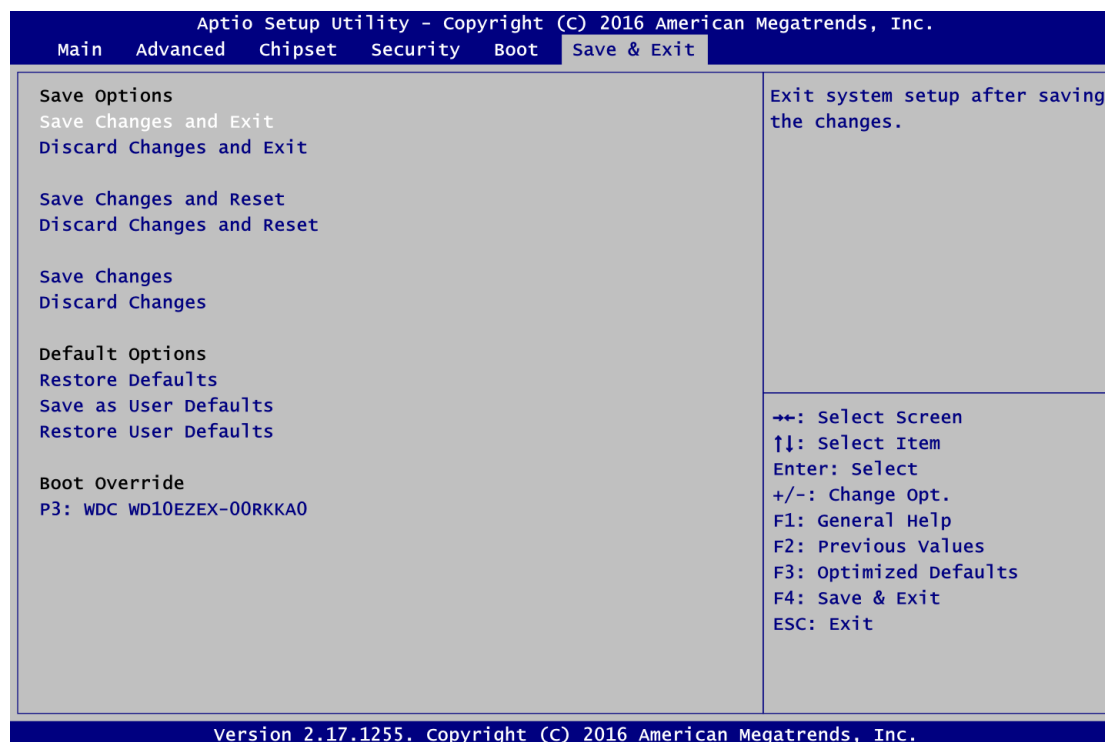 Aptio Setup Utility - Copyright (C) 2016 American Megatrends, Inc.
Main Advanced Chipset Security Boot Save & Exit
Save Options
Save Changes and Exit
Discard Changes and Exit
Save Changes and Reset
Discard Changes and Reset
Save Changes
Discard Changes
Default Options
Restore Defaults
Save as User Defaults
Restore User Defaults
Boot Override
P3: WDC WD10EZEX-00RKKA0
Exit system setup after saving
the changes.
→←: Select Screen
↑↓: Select Item
Enter: Select
+/-: Change Opt.
F1: General Help
F2: Previous Values
F3: Optimized Defaults
F4: Save & Exit
ESC: Exit
Version 2.17.1255. Copyright (C) 2016 American Megatrends, Inc.